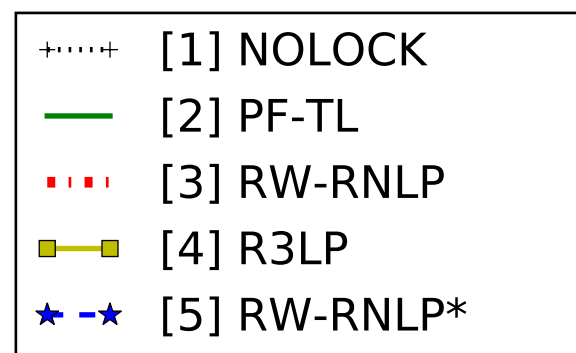 [1] NOLOCK
[2] PF-TL
[3] RW-RNLP
[4] R3LP
[5] RW-RNLP*